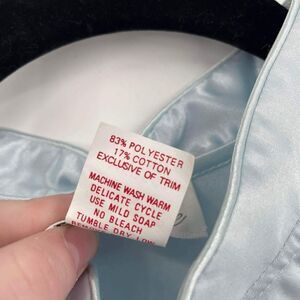 83% POLYESTER
17% COTTON
EXCLUSIVE OF TRIM
MACHINE WASH WARM
DELICATE CYCLE
USE MILD SOAP
NO BLEACH
TUMBLE DRY LOW